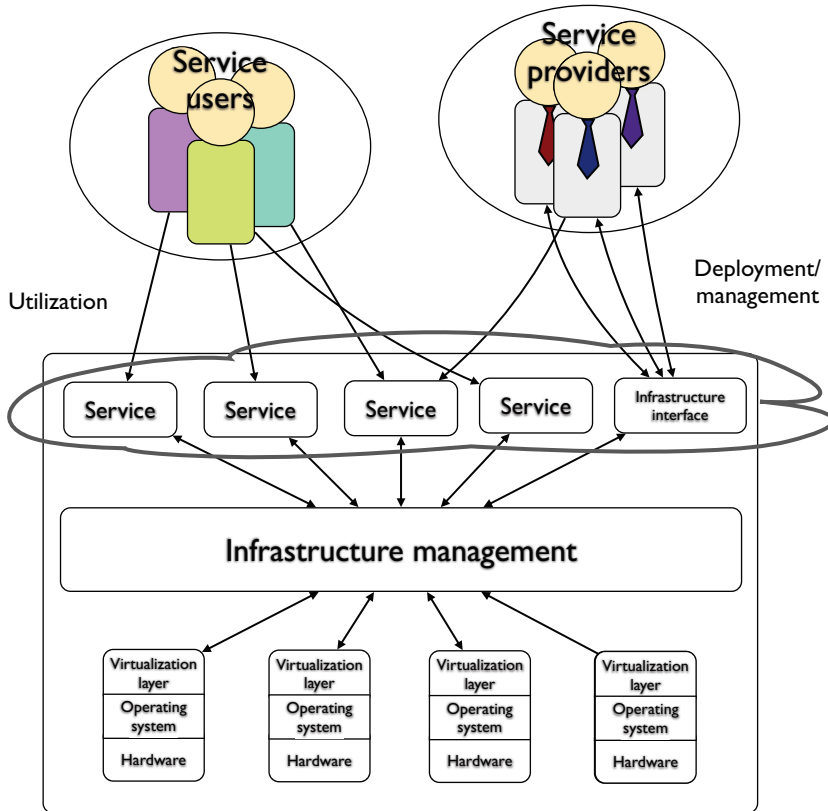 Service
users
Service
providers
Utilization
Deployment/
management
Service
Service
Service
Service
Infrastructure
interface
Infrastructure management
Virtualization
layer
Operating
system
Hardware
Virtualization
layer
Operating
system
Hardware
Virtualization
layer
Operating
system
Hardware
Virtualization
layer
Operating
system
Hardware